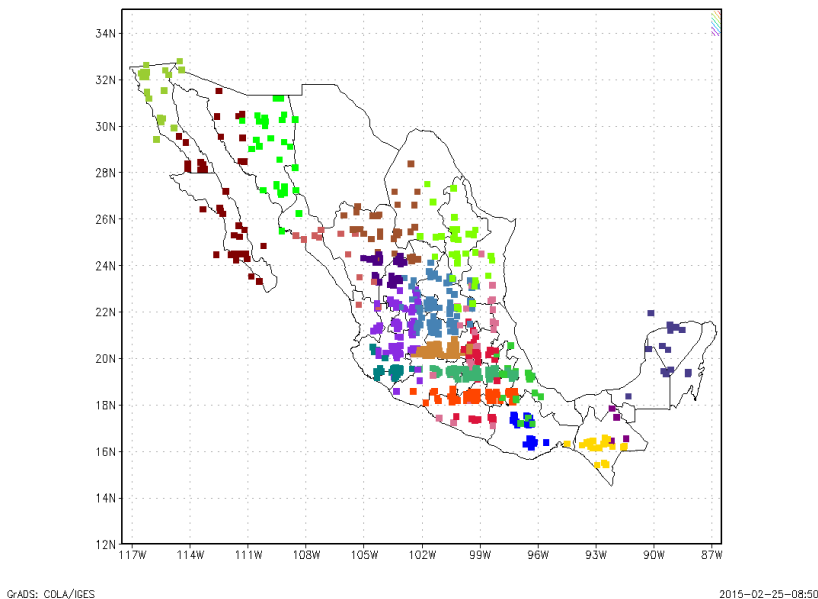 34N
32N
30N
28N
26N
24N
22N
20N
18N
16N
14N
12N
117W 114W 111W 108W 105W 102W 99W 96W 93W 90W 87W
GrADS: COLA/IGES 2015-02-25-08:50